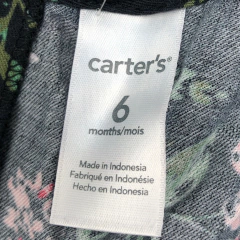 carter's®
6
months/mois
Made in Indonesia
Fabriqué en Indonésie
Hecho en Indonesia